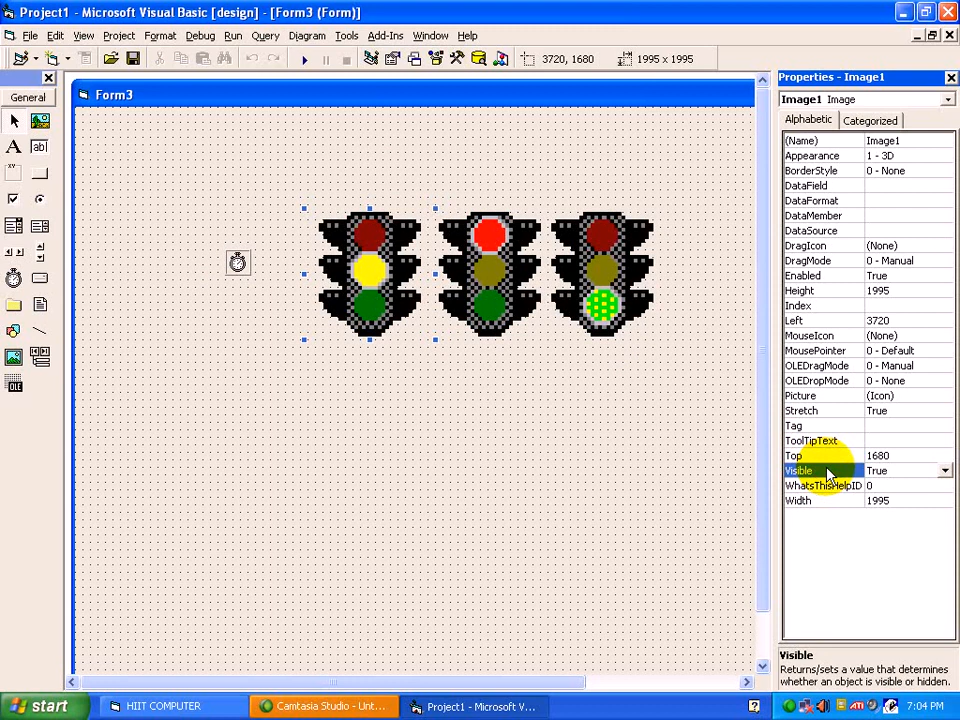 Project1 - Microsoft Visual Basic [design] - [Form3 (Form)]
File Edit View Project Format Debug Run Query Diagram Tools Add-Ins Window Help
3720, 1680 1995 x 1995
General
A ab|
XY
OLE
Form3
Properties - Image1
Image1 Image
Alphabetic Categorized
(Name) Image1
Appearance 1 - 3D
BorderStyle 0 - None
DataField
DataFormat
DataMember
DataSource
DragIcon (None)
DragMode 0 - Manual
Enabled True
Height 1995
Index
Left 3720
MouseIcon (None)
MousePointer 0 - Default
OLEDragMode 0 - Manual
OLEDropMode 0 - None
Picture (Icon)
Stretch True
Tag
ToolTipText
Top 1680
Visible True
WhatsThisHelpID 0
Width 1995
Visible
Returns/sets a value that determines
whether an object is visible or hidden.
start HIIT COMPUTER Camtasia Studio - Unt... Project1 - Microsoft V... ? ATI 7:04 PM